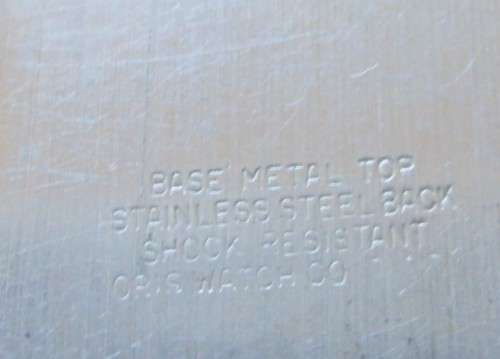 BASE METAL TOP
STAINLESS STEEL BACK
SHOCK RESISTANT
ORIS WATCH CO